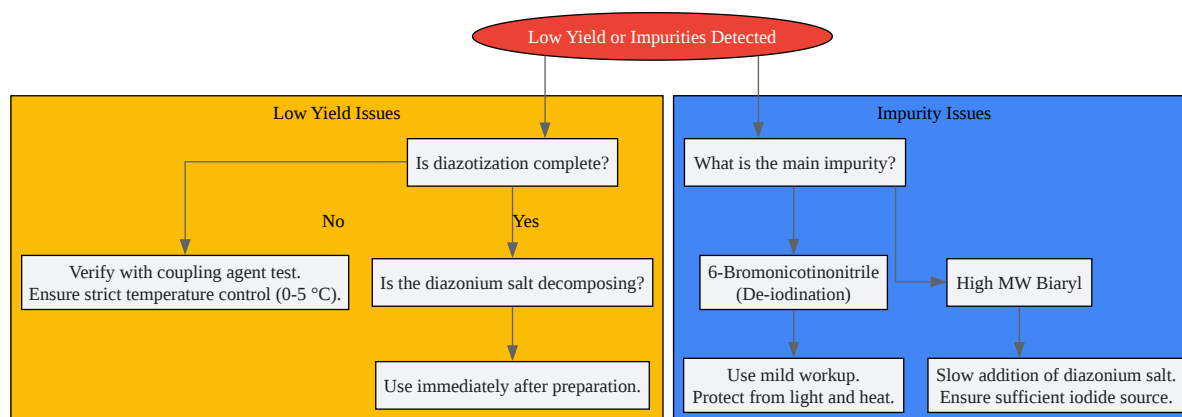 Low Yield or Impurities Detected
Low Yield Issues
Impurity Issues
Is diazotization complete?
What is the main impurity?
No
Yes
Verify with coupling agent test.
Ensure strict temperature control (0-5 °C).
Is the diazonium salt decomposing?
6-Bromonicotinonitrile
(De-iodination)
High MW Biaryl
Use immediately after preparation.
Use mild workup.
Protect from light and heat.
Slow addition of diazonium salt.
Ensure sufficient iodide source.